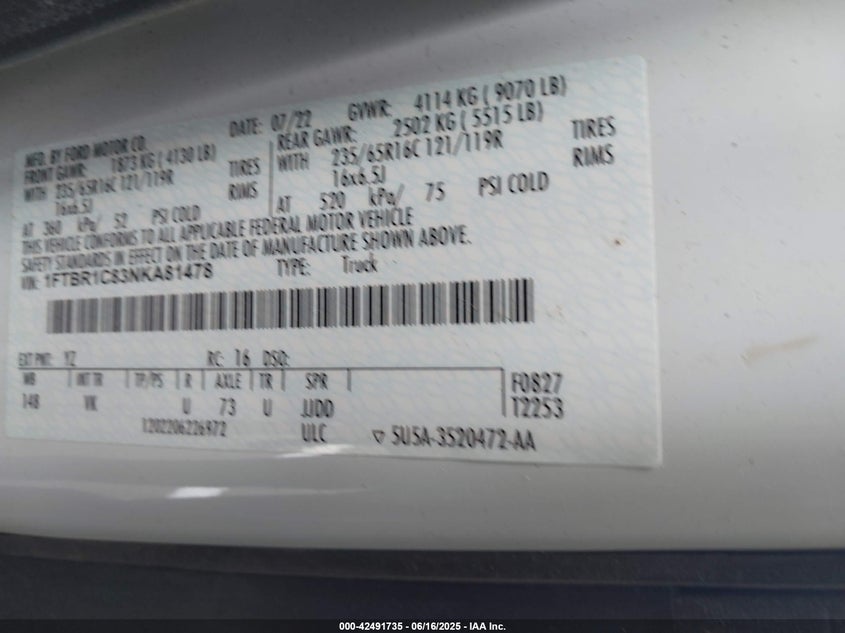 MFD. BY FORD MOTOR CO.
DATE: 07/22
GVWR: 4114 KG ( 9070 LB)
FRONT GAWR: 1873 KG ( 4130 LB)
REAR GAWR: 2502 KG ( 5515 LB)
WITH 235/65R16C 121/119R TIRES
WITH 235/65R16C 121/119R TIRES
16x6.5J RIMS
16x6.5J RIMS
AT 360 kPa/ 52 PSI COLD
AT 520 kPa/ 75 PSI COLD
THIS VEHICLE CONFORMS TO ALL APPLICABLE FEDERAL MOTOR VEHICLE
SAFETY STANDARDS IN EFFECT ON THE DATE OF MANUFACTURE SHOWN ABOVE.
VIN: 1FTBR1C83NKA81478
TYPE: Truck
EXT PNT: YZ RC: 16 DSO:
WB INT TR TP/PS R AXLE TR SPR
148 VK U 73 U JJDD
F0827
T2253
1202206226972 ULC ▽ 5U5A-3520472-AA
000-42491735 - 06/16/2025 - IAA Inc.